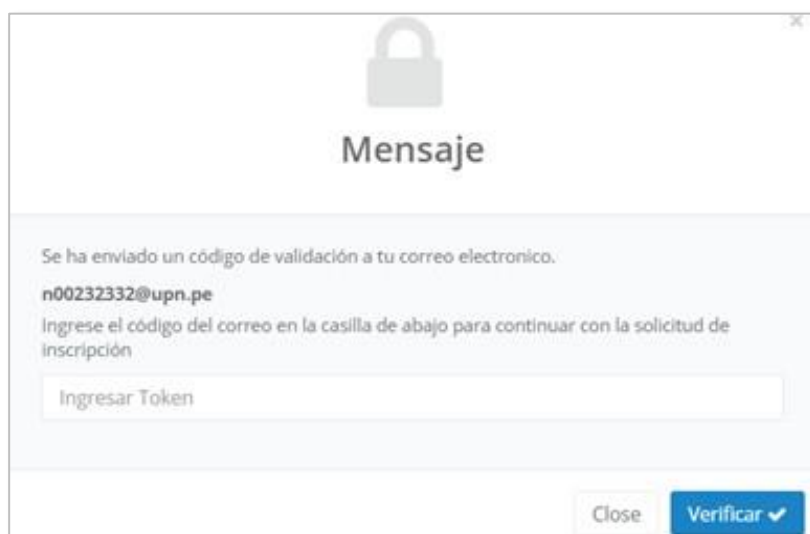 Mensaje
Se ha enviado un código de validación a tu correo electronico.
n00232332@upn.pe
Ingrese el código del correo en la casilla de abajo para continuar con la solicitud de
inscripción
Ingresar Token
Close
Verificar